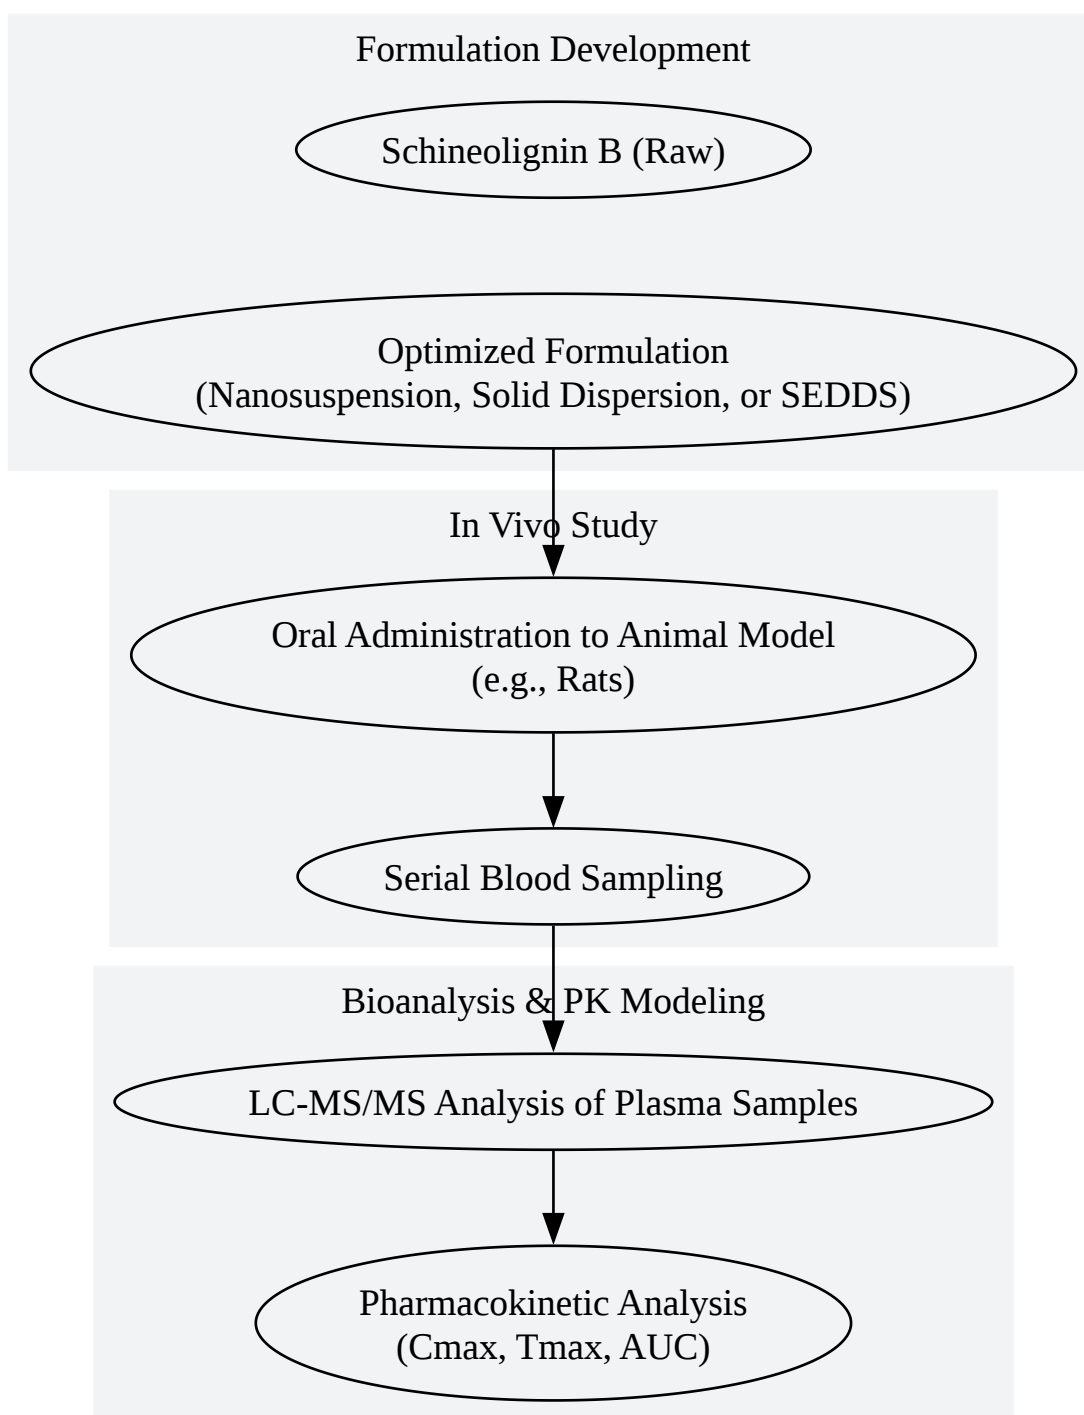 Formulation Development
Schineolignin B (Raw)
Optimized Formulation
(Nanosuspension, Solid Dispersion, or SEDDS)
In Vivo Study
Oral Administration to Animal Model
(e.g., Rats)
Serial Blood Sampling
Bioanalysis & PK Modeling
LC-MS/MS Analysis of Plasma Samples
Pharmacokinetic Analysis
(Cmax, Tmax, AUC)